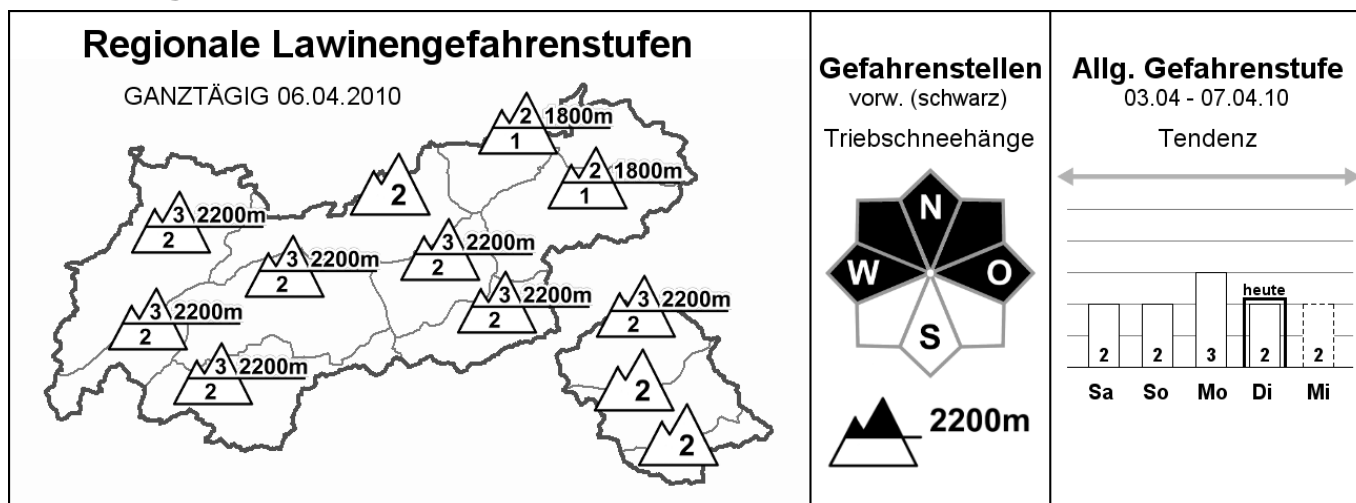 Regionale Lawinengefahrenstufen
GANZTÄGIG 06.04.2010
2 1800m
1
2 1800m
1
2
3 2200m
2
3 2200m
2
3 2200m
2
3 2200m
2
3 2200m
2
3 2200m
2
3 2200m
2
2
2
Gefahrenstellen
vorw. (schwarz)
Triebschneehänge
N
W O
S
2200m
Allg. Gefahrenstufe
03.04 - 07.04.10
Tendenz
heute
2 2 3 2 2
Sa So Mo Di Mi